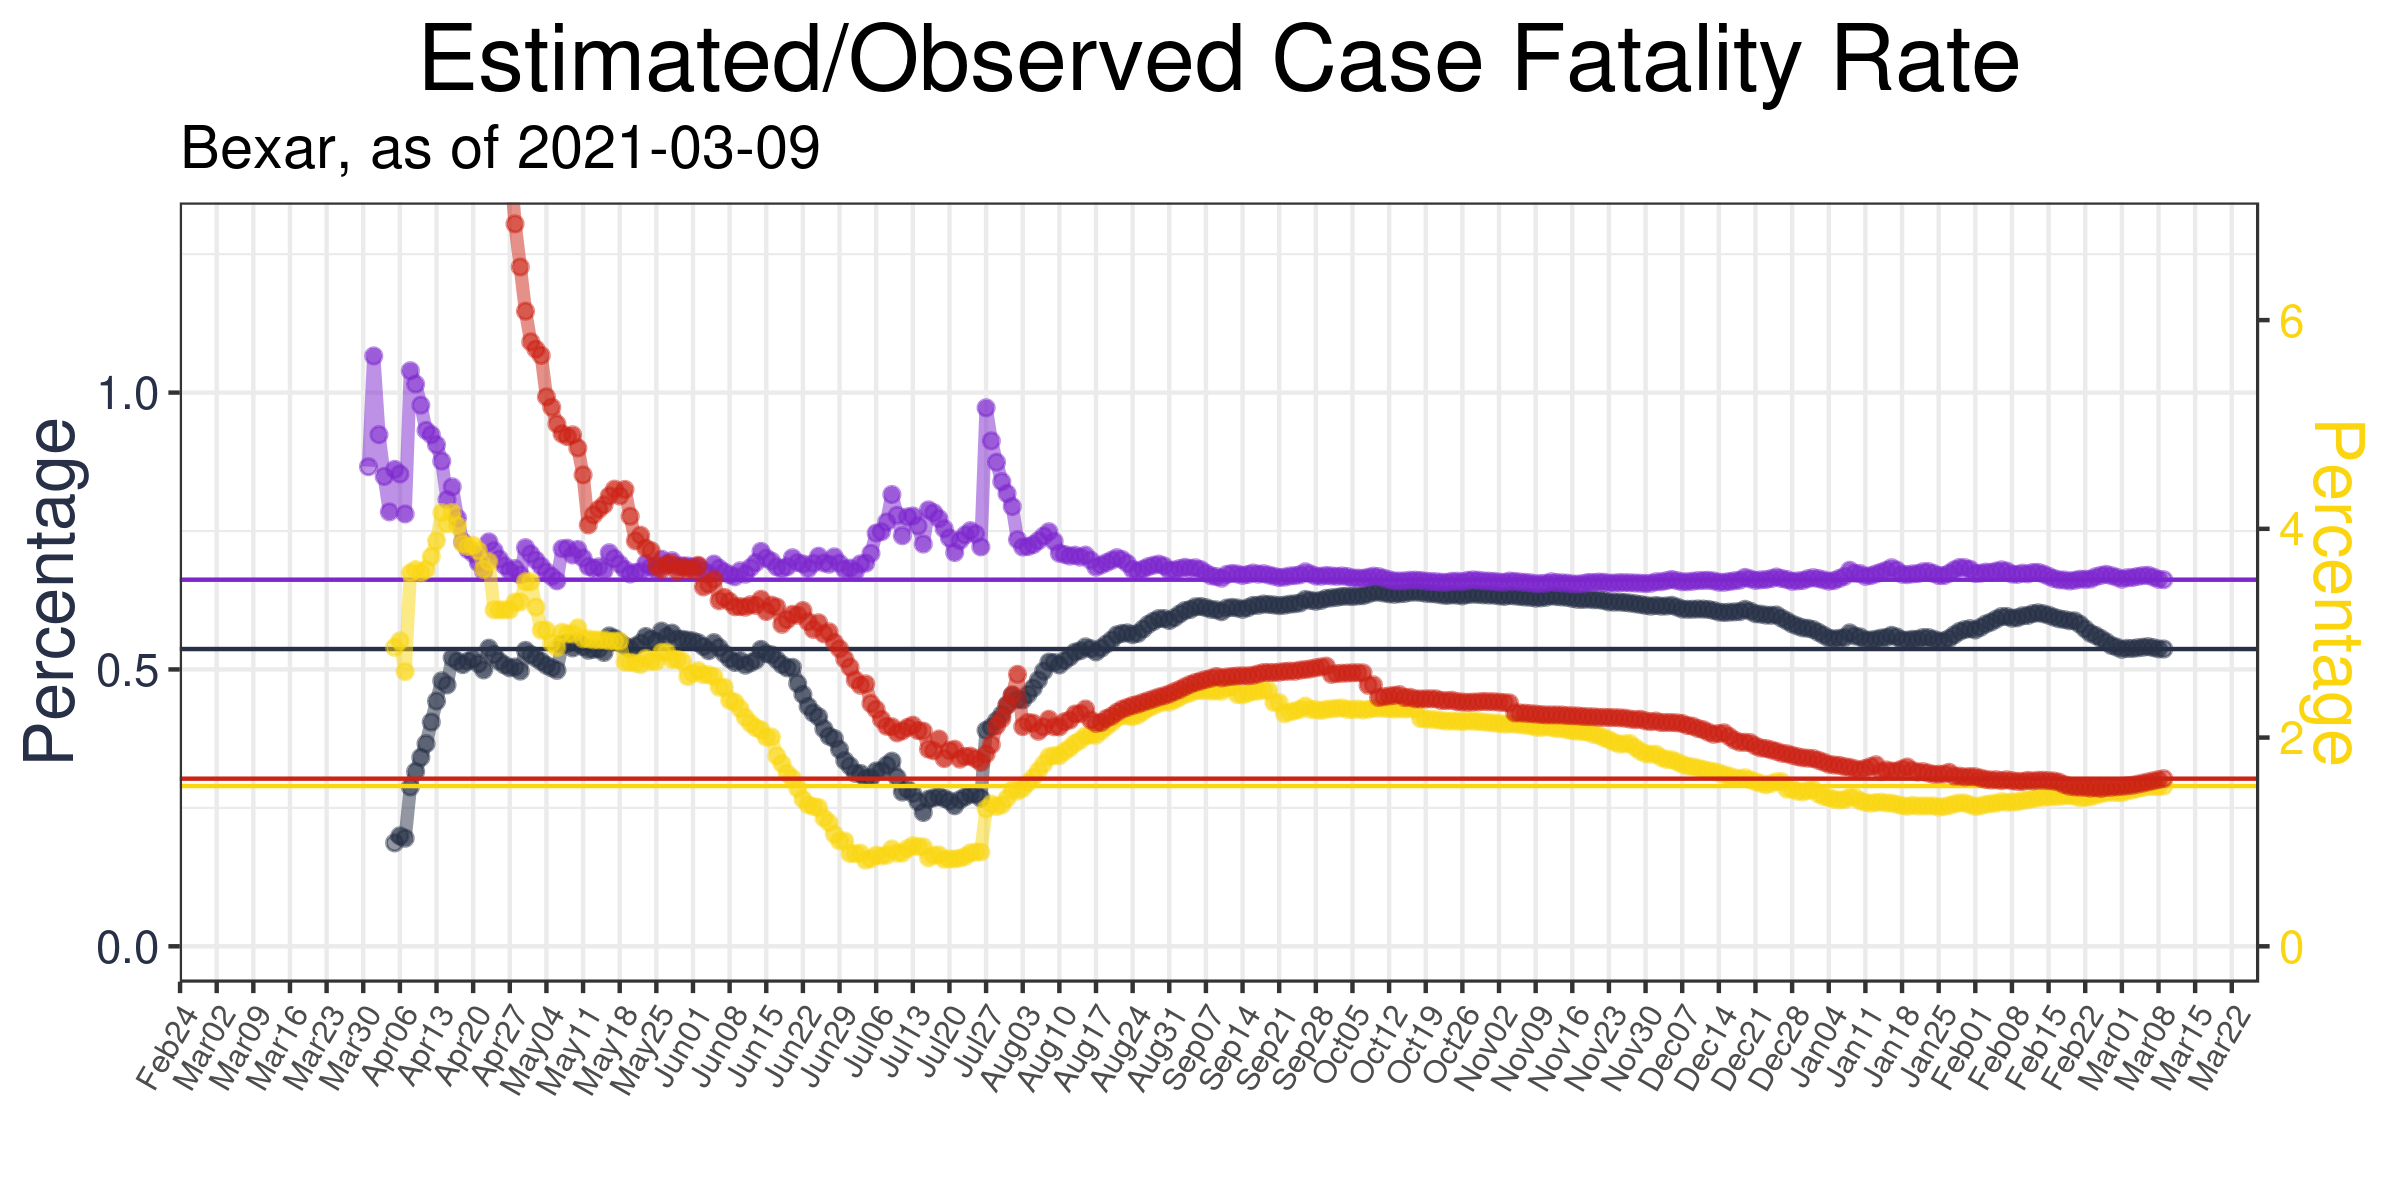 Estimated/Observed Case Fatality Rate
Bexar, as of 2021-03-09
Percentage
1.0
0.5
0.0
6
4
2
0
Percentage
Feb24
Mar02
Mar09
Mar16
Mar23
Mar30
Apr06
Apr13
Apr20
Apr27
May04
May11
May18
May25
Jun01
Jun08
Jun15
Jun22
Jun29
Jul06
Jul13
Jul20
Jul27
Aug03
Aug10
Aug17
Aug24
Aug31
Sep07
Sep14
Sep21
Sep28
Oct05
Oct12
Oct19
Oct26
Nov02
Nov09
Nov16
Nov23
Nov30
Dec07
Dec14
Dec21
Dec28
Jan04
Jan11
Jan18
Jan25
Feb01
Feb08
Feb15
Feb22
Mar01
Mar08
Mar15
Mar22